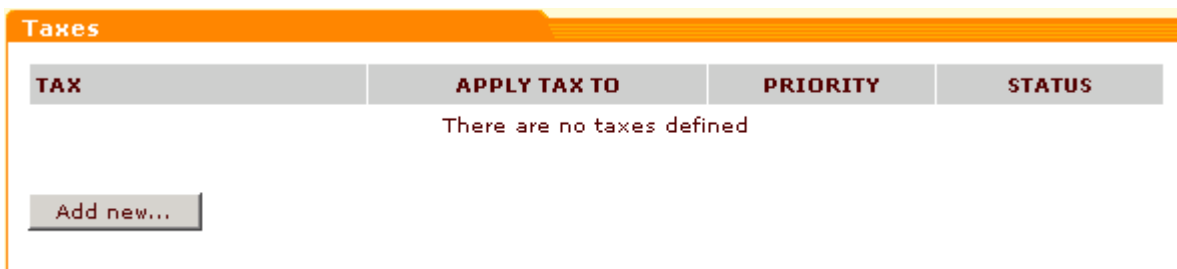 Taxes
TAX APPLY TAX TO PRIORITY STATUS
There are no taxes defined
Add new...